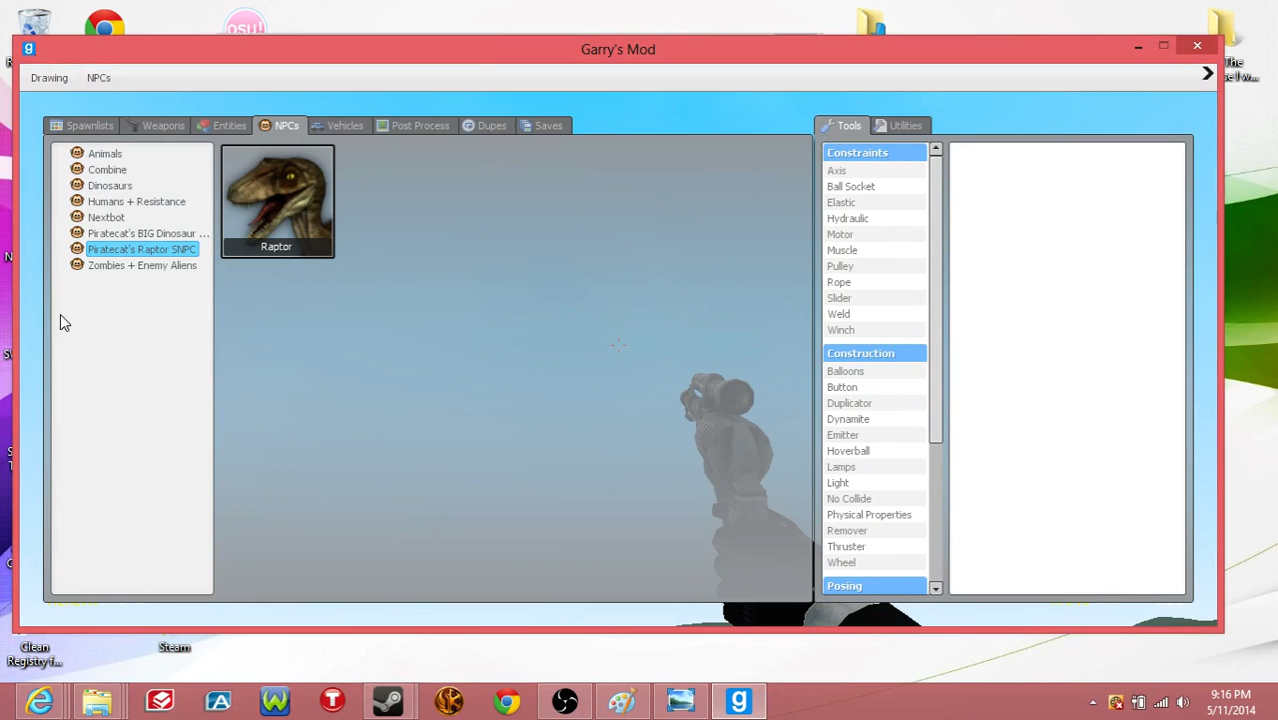 osu!
Garry's Mod
Drawing NPCs
Spawnlists Weapons Entities NPCs Vehicles Post Process Dupes Saves
Tools Utilities
Animals
Combine
Dinosaurs
Humans + Resistance
Nextbot
Piratecat's BIG Dinosaur ...
Piratecat's Raptor SNPC
Zombies + Enemy Aliens
Raptor
Constraints
Axis
Ball Socket
Elastic
Hydraulic
Motor
Muscle
Pulley
Rope
Slider
Weld
Winch
Construction
Balloons
Button
Duplicator
Dynamite
Emitter
Hoverball
Lamps
Light
No Collide
Physical Properties
Remover
Thruster
Wheel
Posing
The
Clean
Registry f...
Steam
9:16 PM
5/11/2014